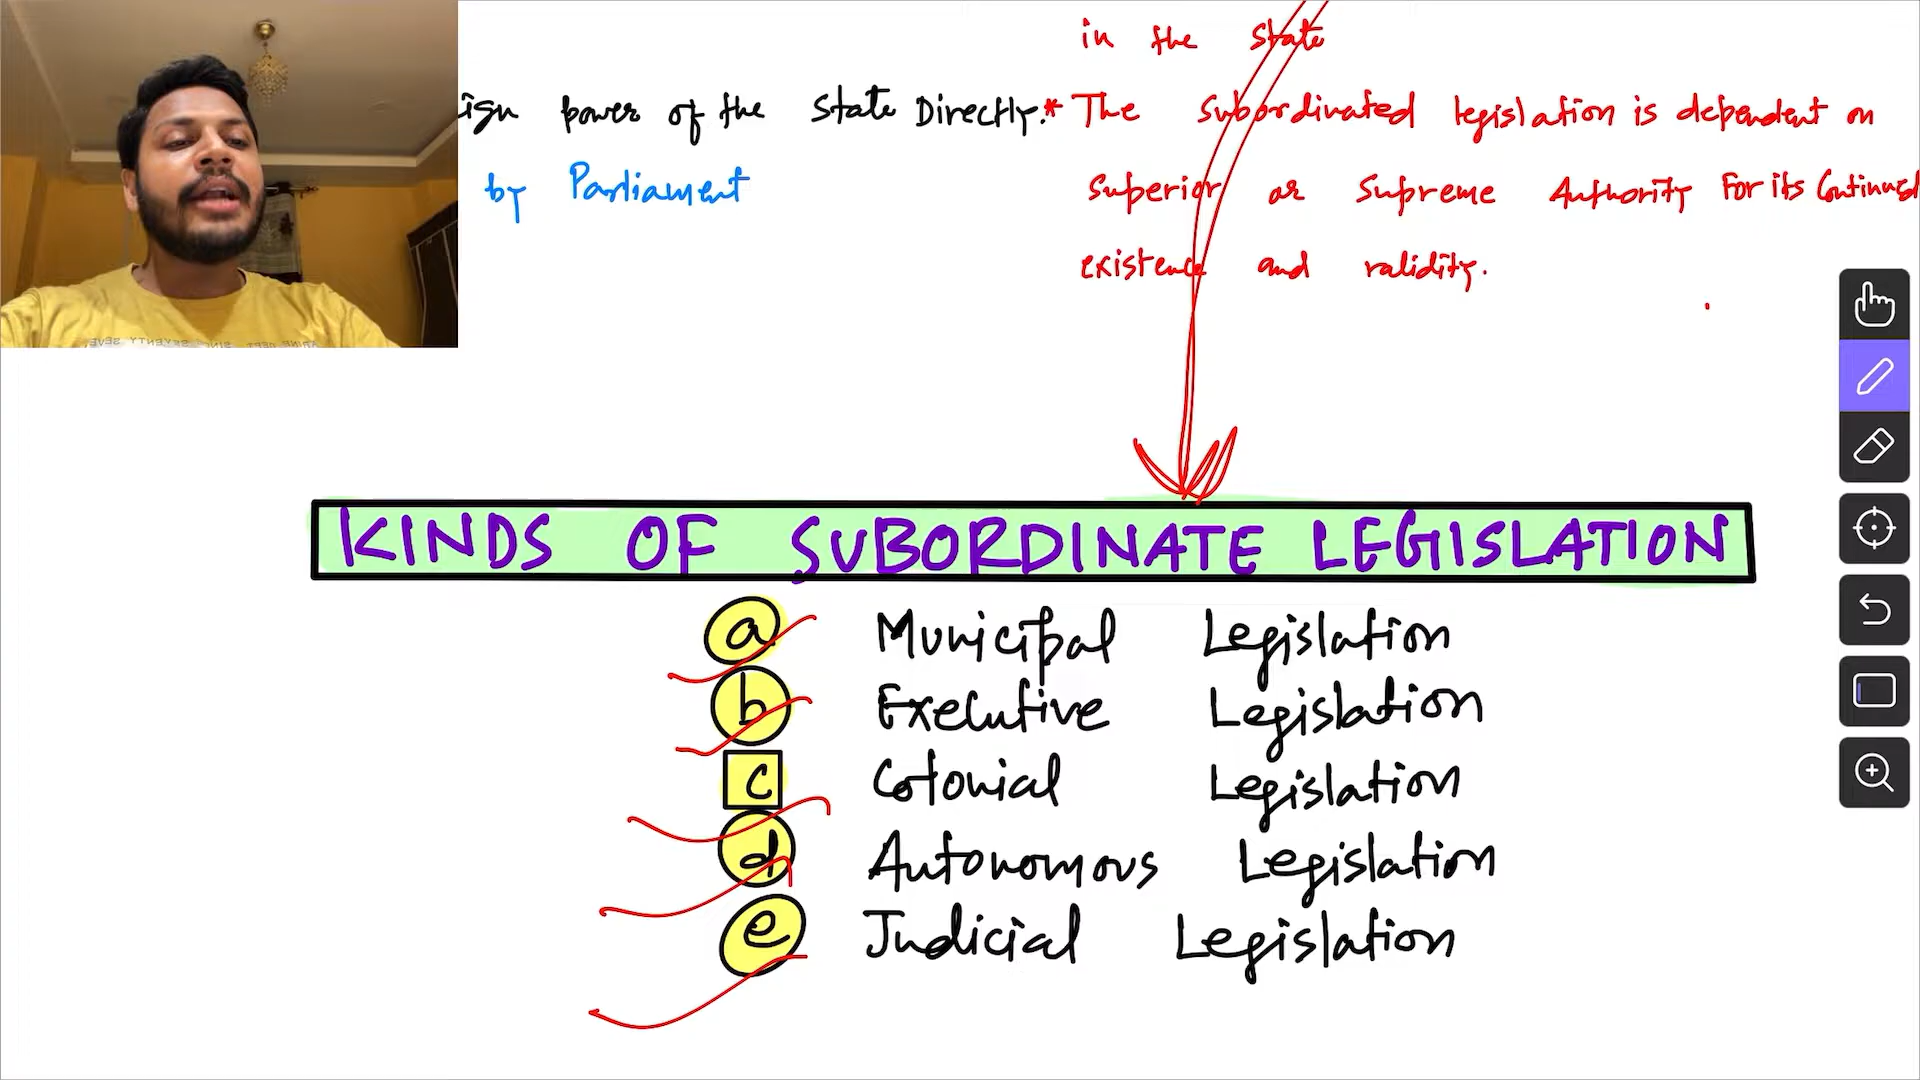 in the State
ign power of the State Directly.* The Subordinated legislation is dependent on
by Parliament
Superior or Supreme Authority For its Continued
existence and validity.
KINDS OF SUBORDINATE LEGISLATION
a Municipal Legislation
b Executive Legislation
c Colonial Legislation
d Autonomous Legislation
e Judicial Legislation